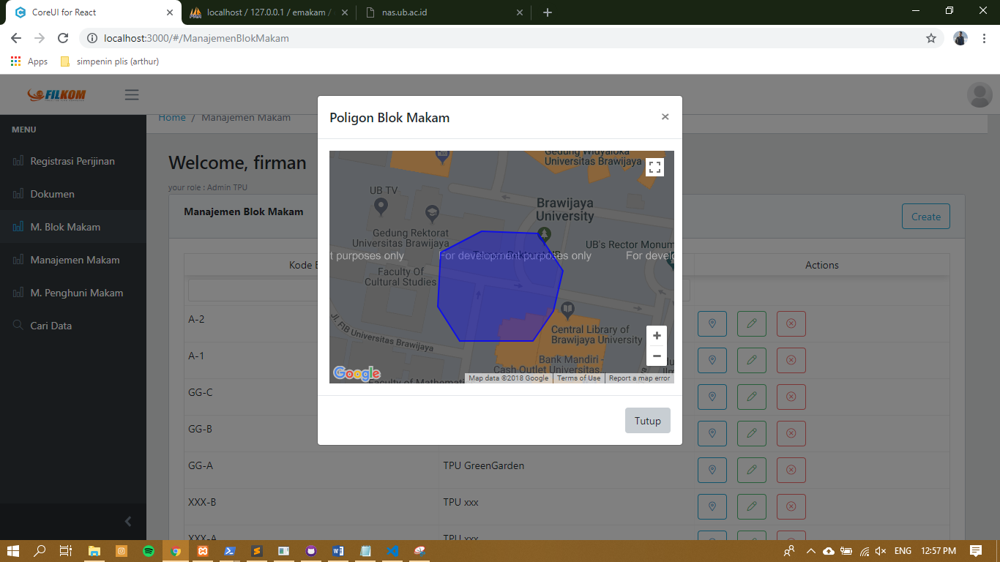 CoreUI for React
localhost / 127.0.0.1 / emakam /
nas.ub.ac.id
localhost:3000/#/ManajemenBlokMakam
Apps
simpenin plis (arthur)
FILKOM
Home / Manajemen Makam
MENU
Registrasi Perijinan
Dokumen
M. Blok Makam
Manajemen Makam
M. Penghuni Makam
Cari Data
Welcome, firman
your role : Admin TPU
Manajemen Blok Makam
Create
Kode
Actions
A-2
A-1
GG-C
GG-B
GG-A
TPU GreenGarden
XXX-B
TPU xxx
XXX-A
TPU xxx
Poligon Blok Makam
×
Gedung Widyaloka
Universitas Brawijaya
UB TV
Brawijaya
University
Gedung Rektorat
Universitas Brawijaya
UB's Rector Monum
t purposes only
For development purposes only
For develo
Faculty Of
Cultural Studies
Jl. FIB Universitas Brawijaya
Central Library of
Brawijaya University
Bank Mandiri -
Cash Outlet Universitas...
Faculty of Mathemati
+
−
Google
Map data ©2018 Google
Terms of Use
Report a map error
Tutup
ENG
12:57 PM